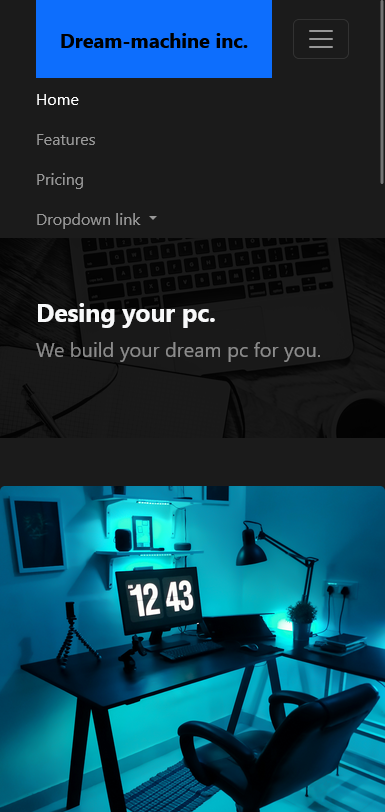 Dream-machine inc.
Home
Features
Pricing
Dropdown link
Desing your pc.
We build your dream pc for you.
12 43